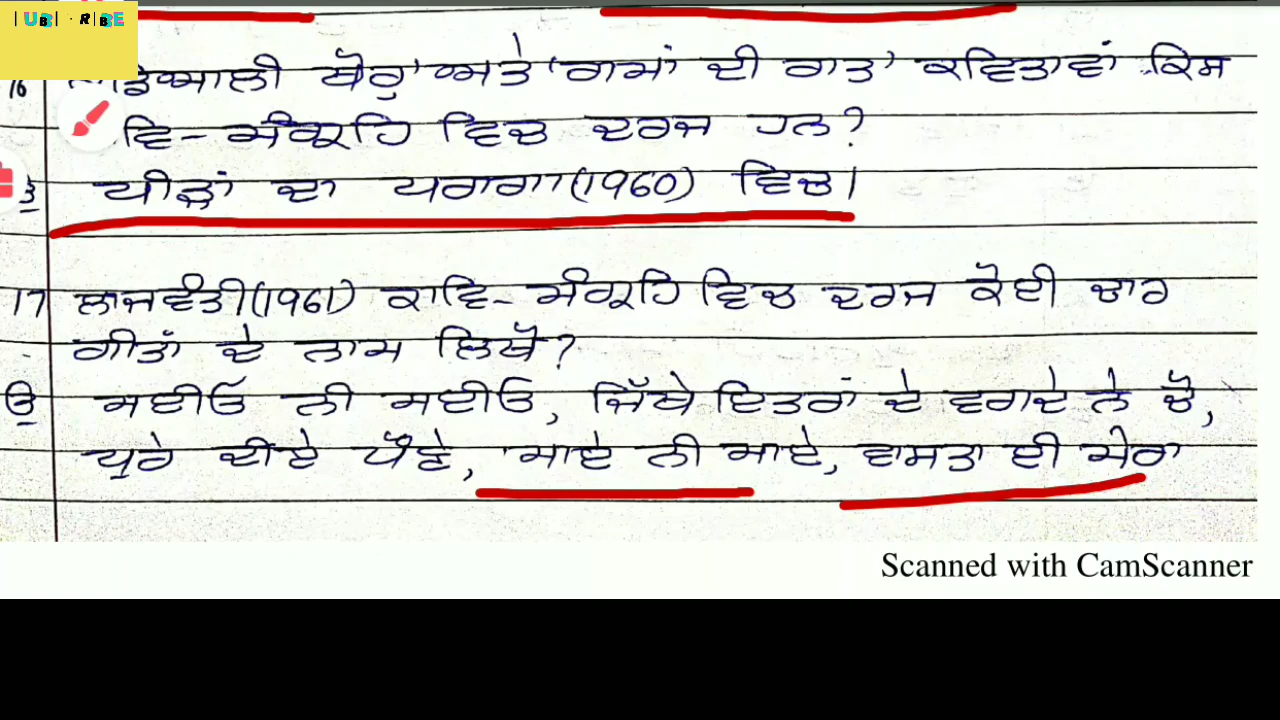 16 ਥੋਰ੍ਹ' ਅਤੇ 'ਗਮਾਂ ਦੀ ਰਾਤ' ਕਵਿਤਾਵਾਂ ਕਿਸ
ਵਿ-ਸੰਗ੍ਰਹਿ ਵਿਚ ਦਰਜ ਹਨ?
ਪੀੜਾਂ ਦਾ ਪਰਾਗਾ (1960) ਵਿਚ।
17 ਲਾਜਵੰਤੀ (1961) ਕਾਵਿ-ਸੰਗ੍ਰਹਿ ਵਿਚ ਦਰਜ ਕੋਈ ਚਾਰ
ਗੀਤਾਂ ਦੇ ਨਾਮ ਲਿਖੋ?
ਉ ਸਈਓ ਨੀ ਸਈਓ, ਜਿੱਥੇ ਇਤਰਾਂ ਦੇ ਵਗਦੇ ਨੇ ਚੋ,
ਪੁਰੇ ਦੀਏ ਪੌਣੇ, ਮਾਏ ਨੀ ਮਾਏ, ਵਾਸਤਾ ਈ ਮੇਰਾ
Scanned with CamScanner